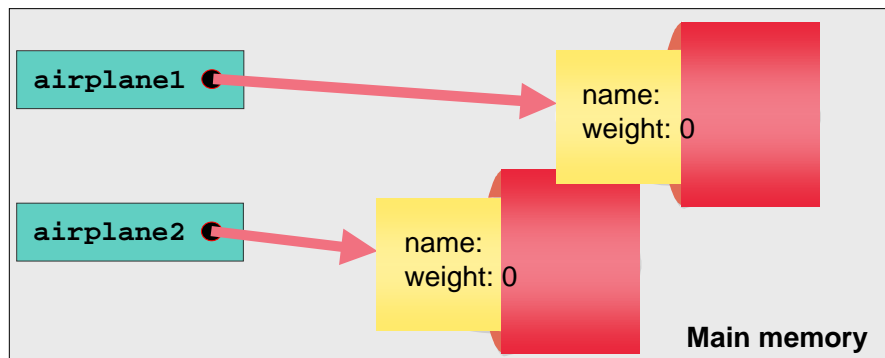 airplane1
name:
weight: 0
airplane2
name:
weight: 0
Main memory